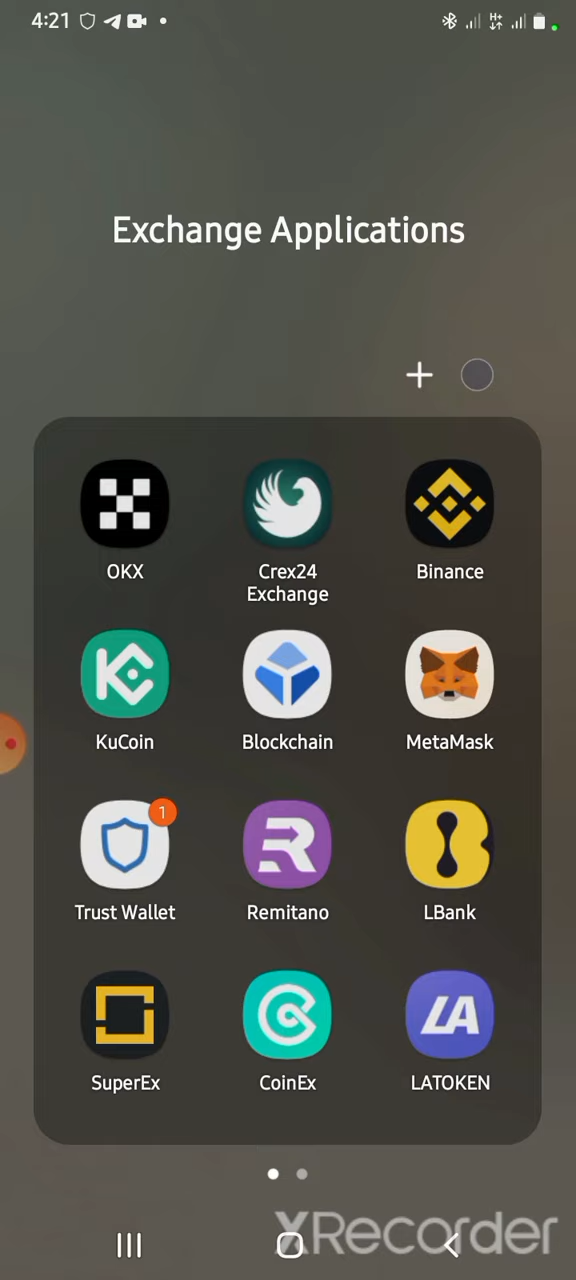 4:21
Exchange Applications
OKX
Crex24
Exchange
Binance
KuCoin
Blockchain
MetaMask
1
Trust Wallet
Remitano
LBank
SuperEx
CoinEx
LA
LATOKEN
XRecorder